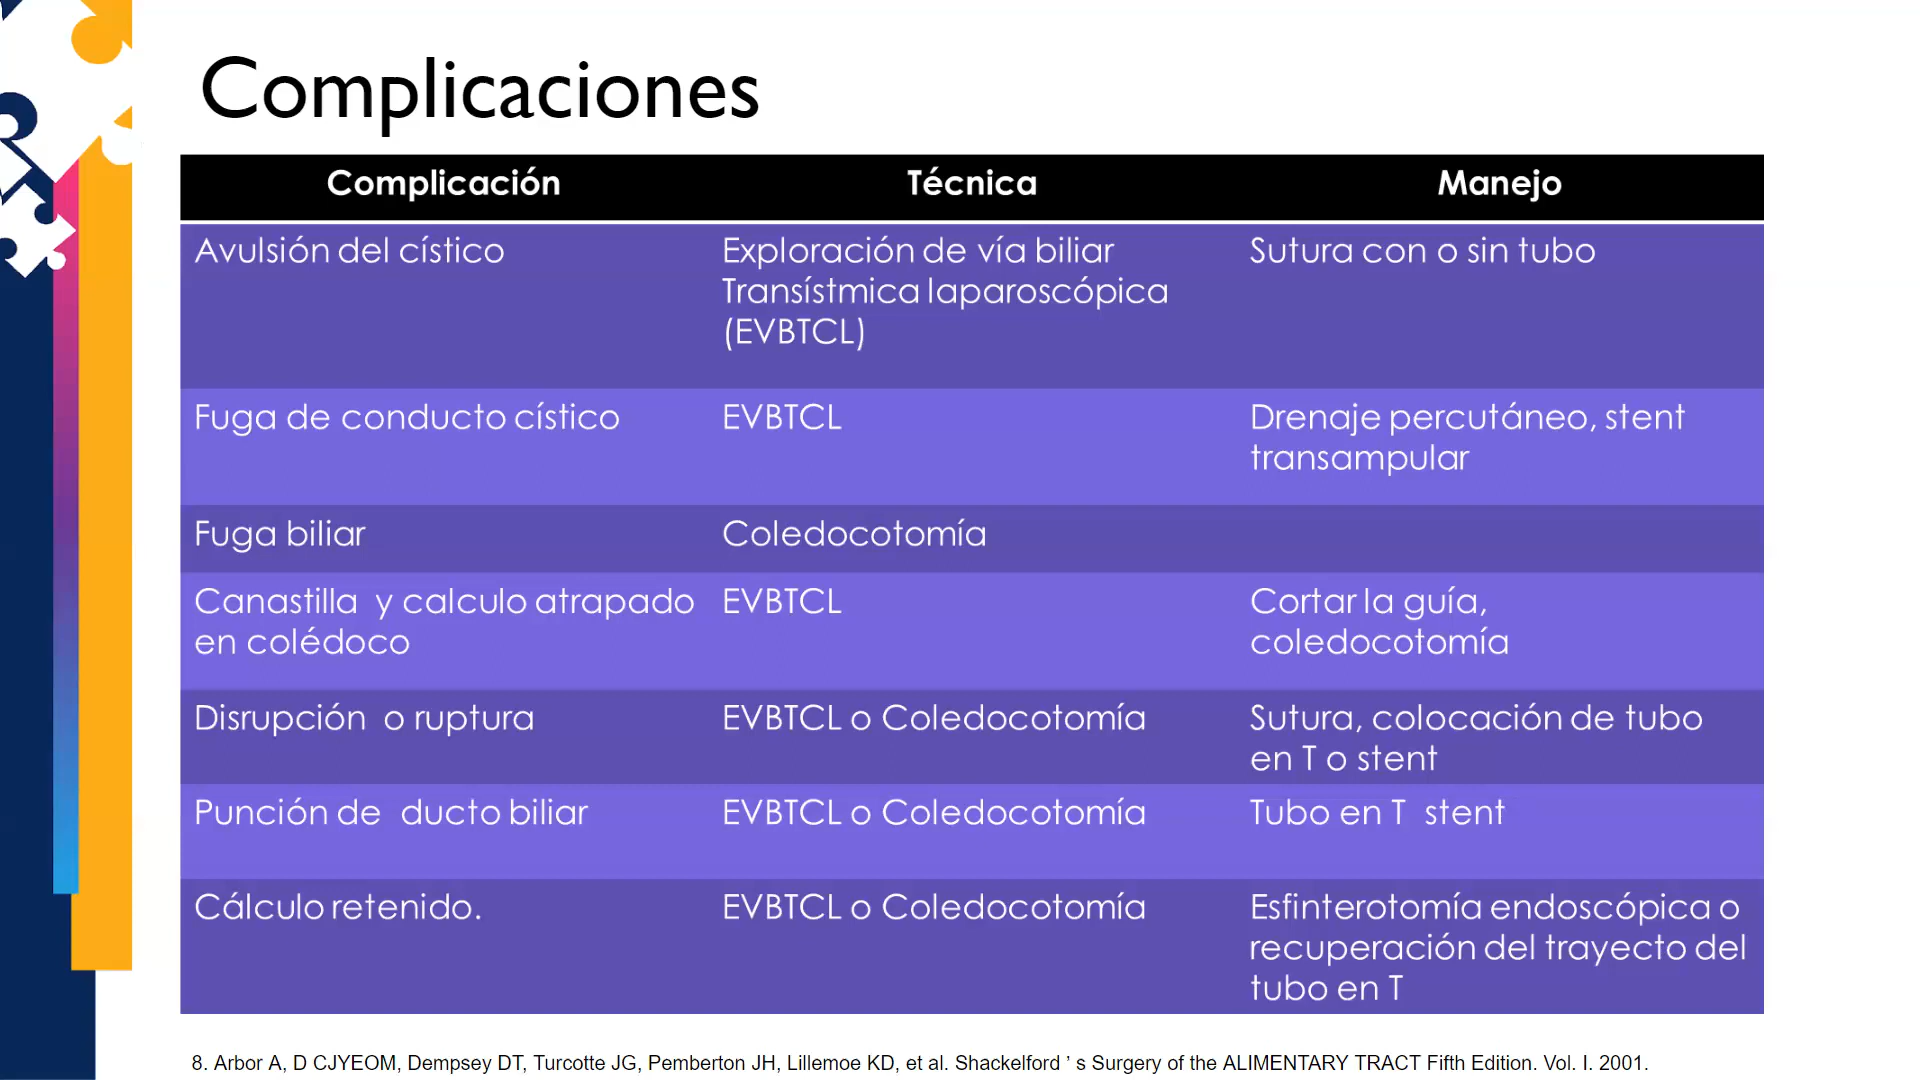 Complicaciones
Complicación Técnica Manejo
Avulsión del cístico Exploración de vía biliar Sutura con o sin tubo
Transístmica laparoscópica
(EVBTCL)
Fuga de conducto cístico EVBTCL Drenaje percutáneo, stent
transampular
Fuga biliar Coledocotomía
Canastilla y calculo atrapado EVBTCL Cortar la guía,
en colédoco coledocotomía
Disrupción o ruptura EVBTCL o Coledocotomía Sutura, colocación de tubo
en T o stent
Punción de ducto biliar EVBTCL o Coledocotomía Tubo en T stent
Cálculo retenido. EVBTCL o Coledocotomía Esfinterotomía endoscópica o
recuperación del trayecto del
tubo en T
8. Arbor A, D CJYEOM, Dempsey DT, Turcotte JG, Pemberton JH, Lillemoe KD, et al. Shackelford ’ s Surgery of the ALIMENTARY TRACT Fifth Edition. Vol. I. 2001.